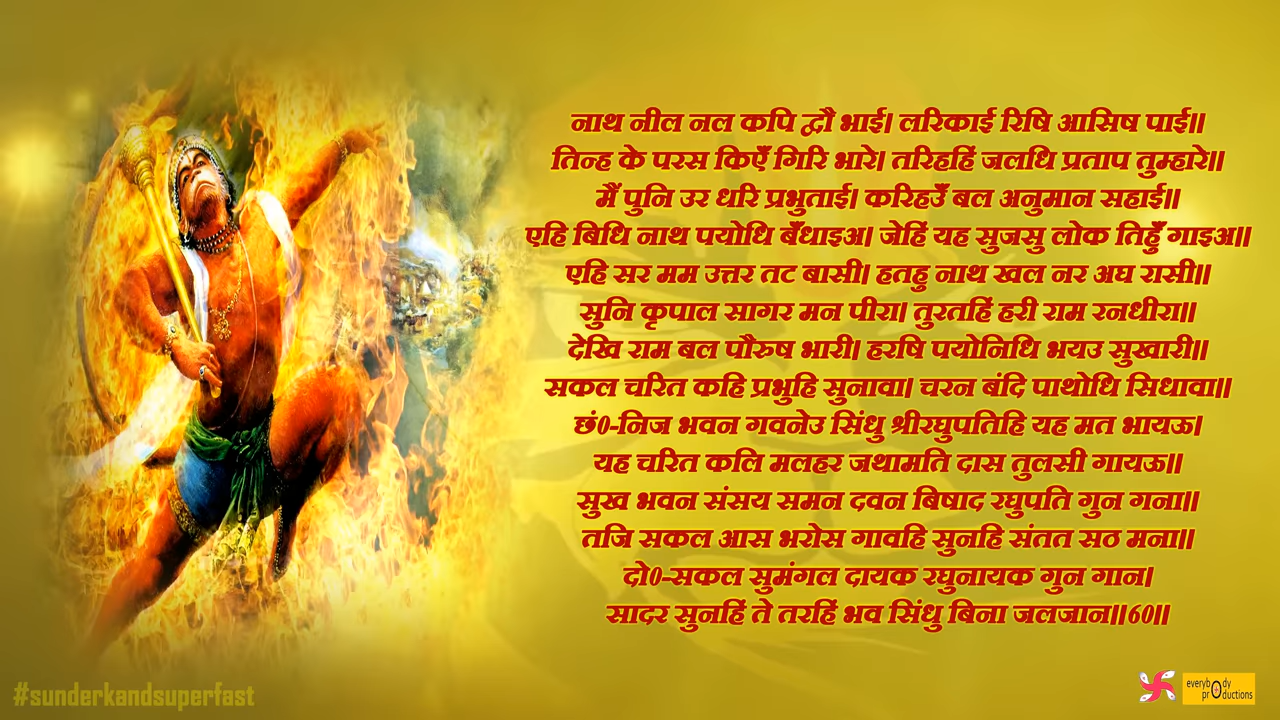 नाथ नील नल कपि द्वौ भाई। लरिकाई रिषि आसिष पाई॥
तिन्ह के परस किएँ गिरि भारे। तरिहहिं जलधि प्रताप तुम्हारे॥
मैं पुनि उर धरि प्रभुताई। करिहउँ बल अनुमान सहाई॥
एहि बिधि नाथ पयोधि बँधाइअ। जेहिं यह सुजसु लोक तिहुँ गाइअ॥
एहि सर मम उत्तर तट बासी। हतहु नाथ खल नर अघ रासी॥
सुनि कृपाल सागर मन पीरा। तुरतहिं हरी राम रनधीरा॥
देखि राम बल पौरुष भारी। हरषि पयोनिधि भयउ सुखारी॥
सकल चरित कहि प्रभुहि सुनावा। चरन बंदि पाथोधि सिधावा॥
छं0-निज भवन गवनेउ सिंधु श्रीरघुपतिहि यह मत भायऊ।
यह चरित कलि मलहर जथामति दास तुलसी गायऊ॥
सुख भवन संसय समन दवन बिषाद रघुपति गुन गना॥
तजि सकल आस भरोस गावहि सुनहि संतत सठ मना॥
दो0-सकल सुमंगल दायक रघुनायक गुन गान।
सादर सुनहिं ते तरहिं भव सिंधु बिना जलजान॥60॥
#sunderkandsuperfast
everybody
productions